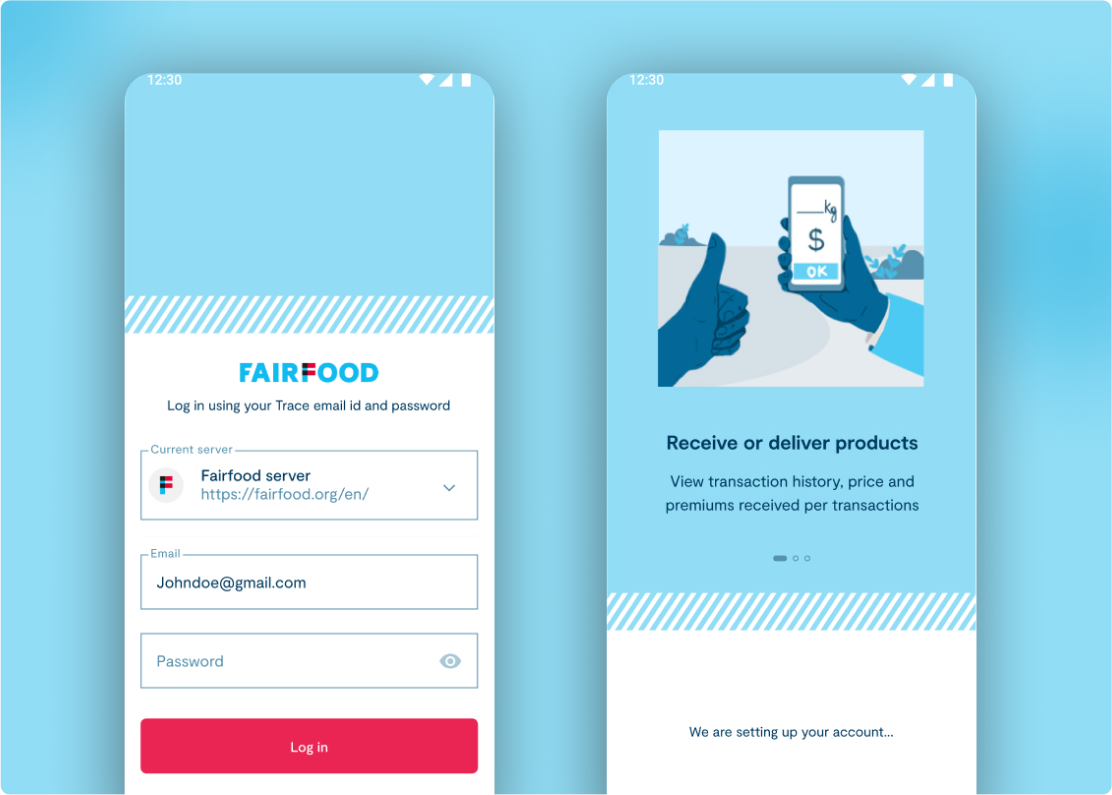 12:30
FAIRFOOD
Log in using your Trace email id and password
Current server
Fairfood server
https://fairfood.org/en/
Email
Johndoe@gmail.com
Password
Log in
12:30
___kg
$
OK
Receive or deliver products
View transaction history, price and
premiums received per transactions
We are setting up your account...